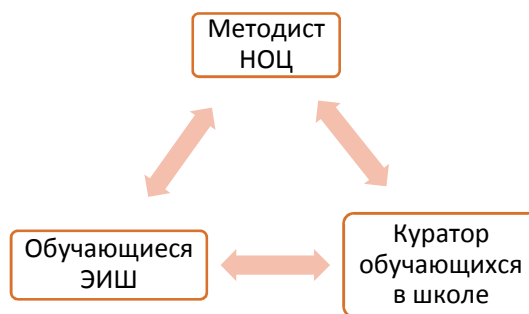 Методист
НОЦ
Обучающиеся
ЭИШ
Куратор
обучающихся
в школе